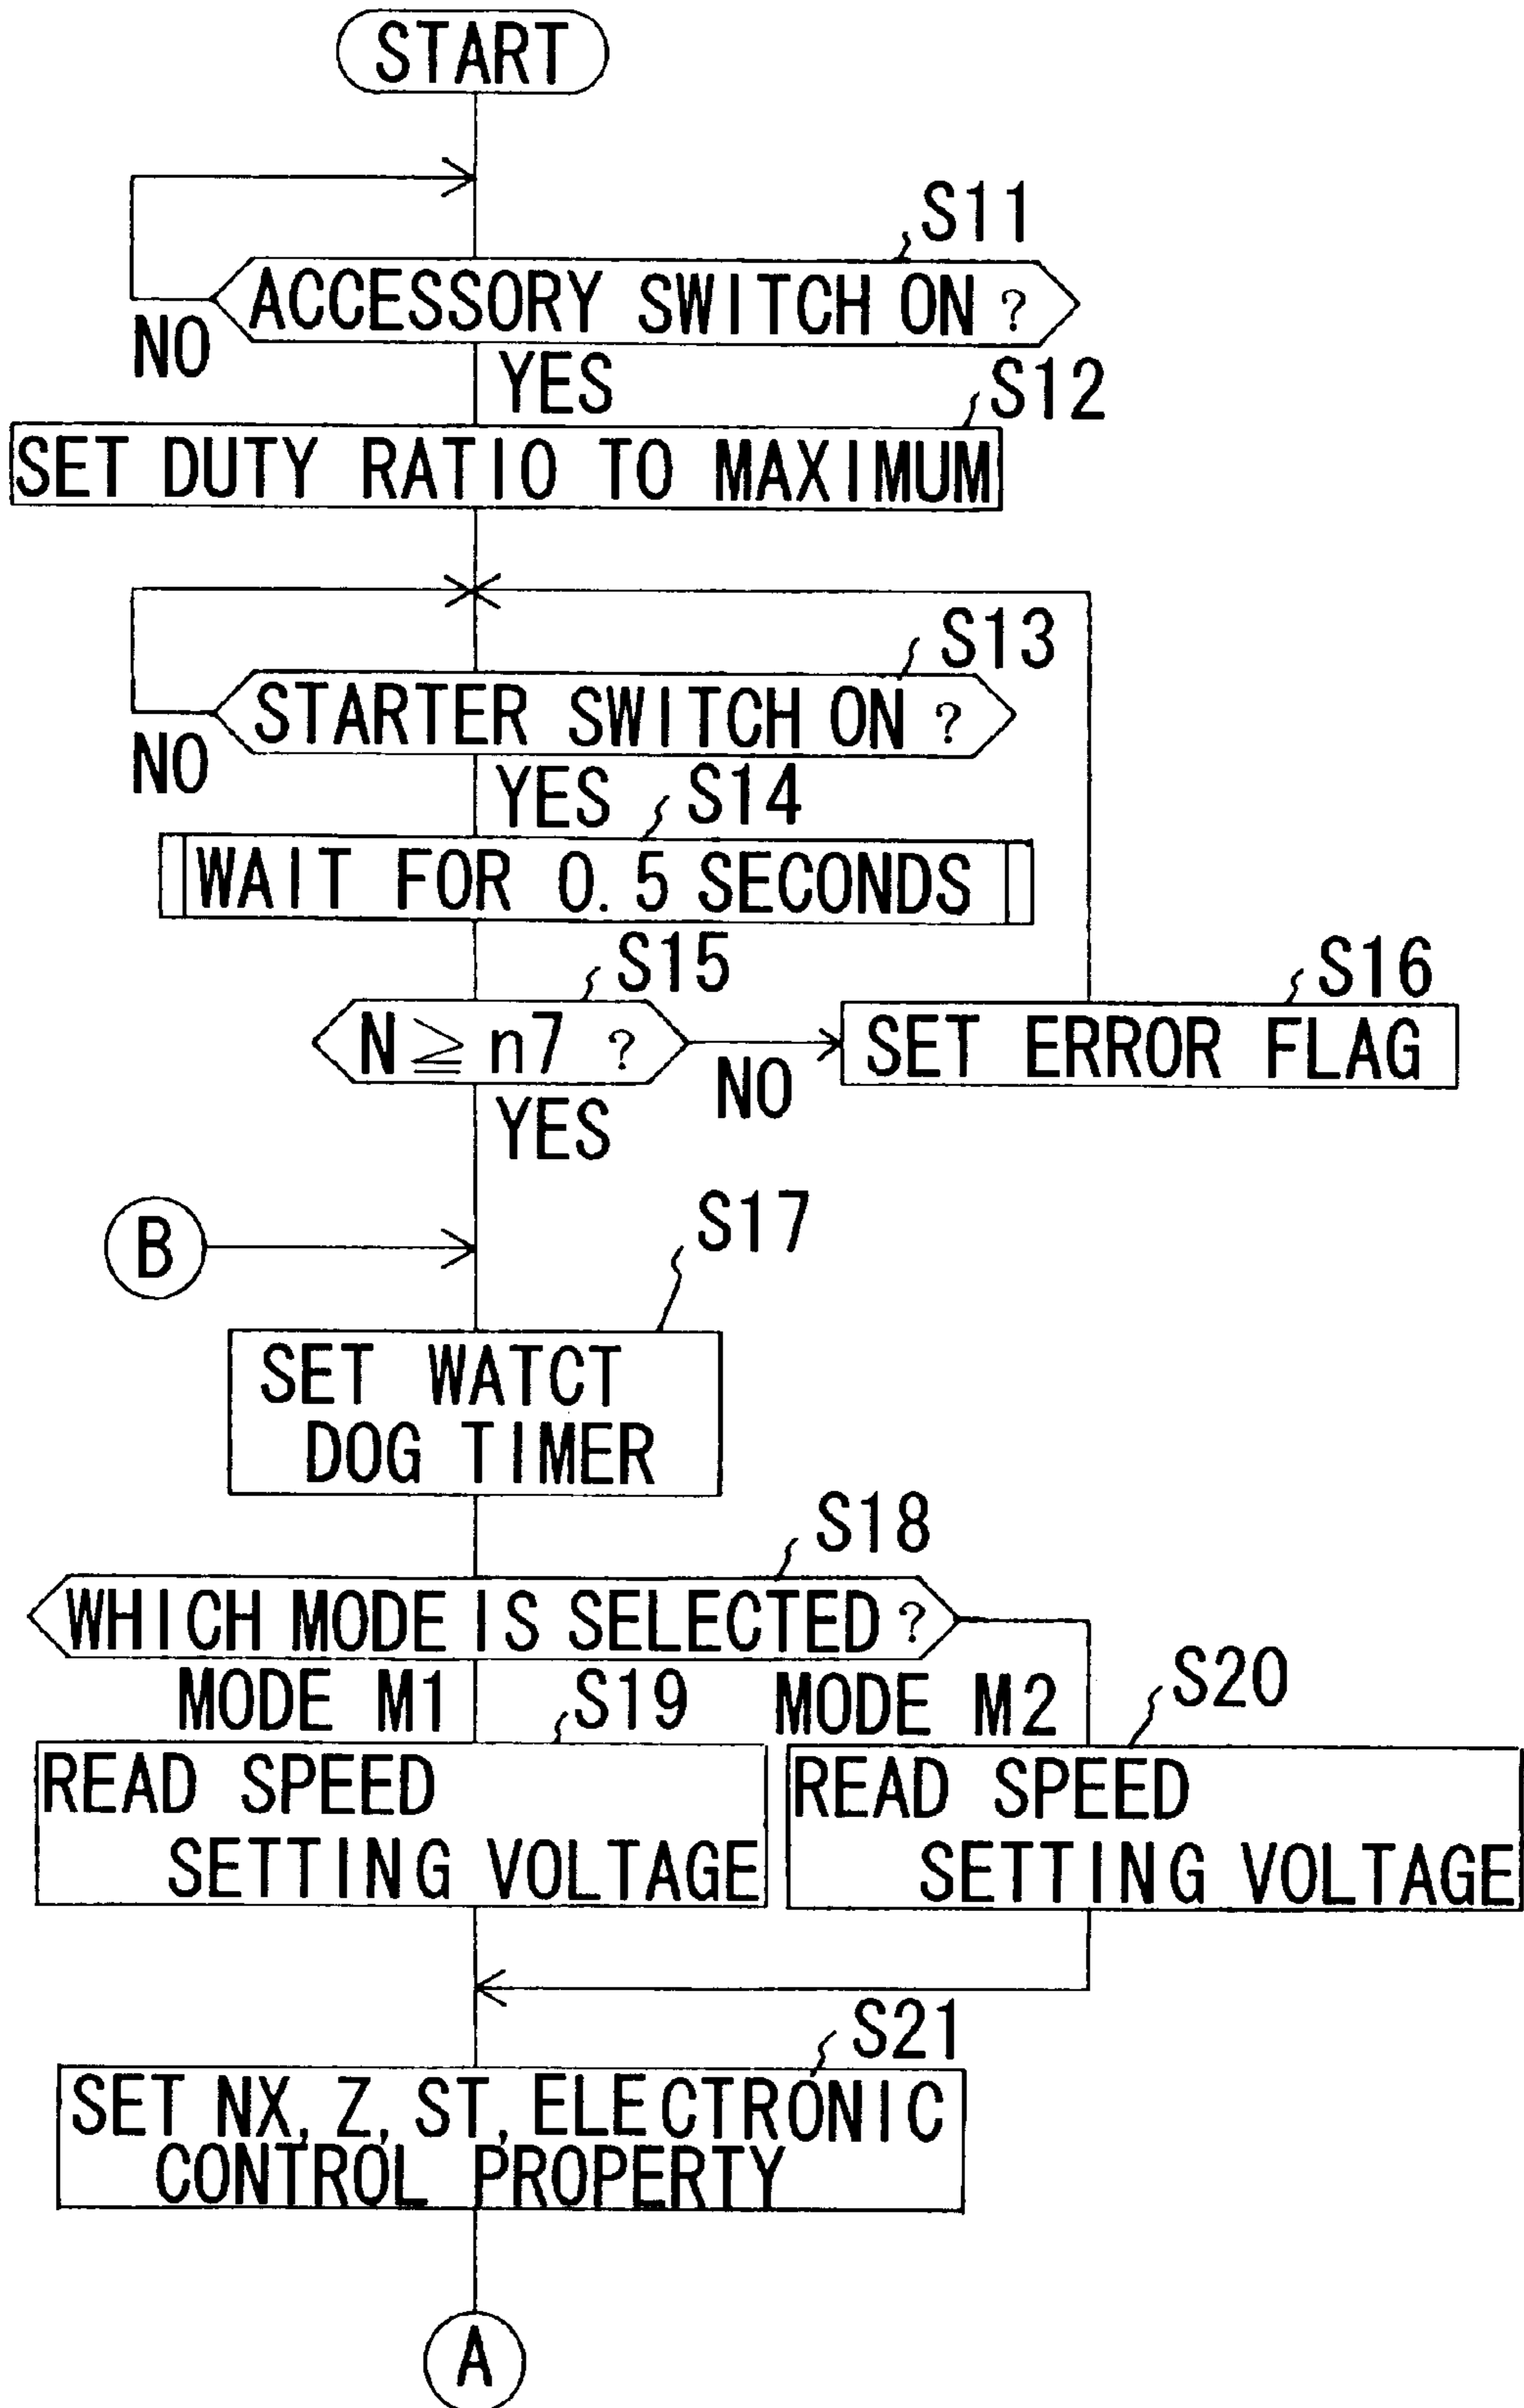 START
S11
ACCESSORY SWITCH ON ?
NO
YES
S12
SET DUTY RATIO TO MAXIMUM
S13
STARTER SWITCH ON ?
NO
YES
S14
WAIT FOR 0.5 SECONDS
S15
S16
N ≧ n7 ?
SET ERROR FLAG
NO
YES
S17
B
SET WATCT
DOG TIMER
S18
WHICH MODE IS SELECTED ?
MODE M1
S19
MODE M2
S20
READ SPEED
SETTING VOLTAGE
READ SPEED
SETTING VOLTAGE
S21
SET NX, Z, ST, ELECTRONIC
CONTROL PROPERTY
A